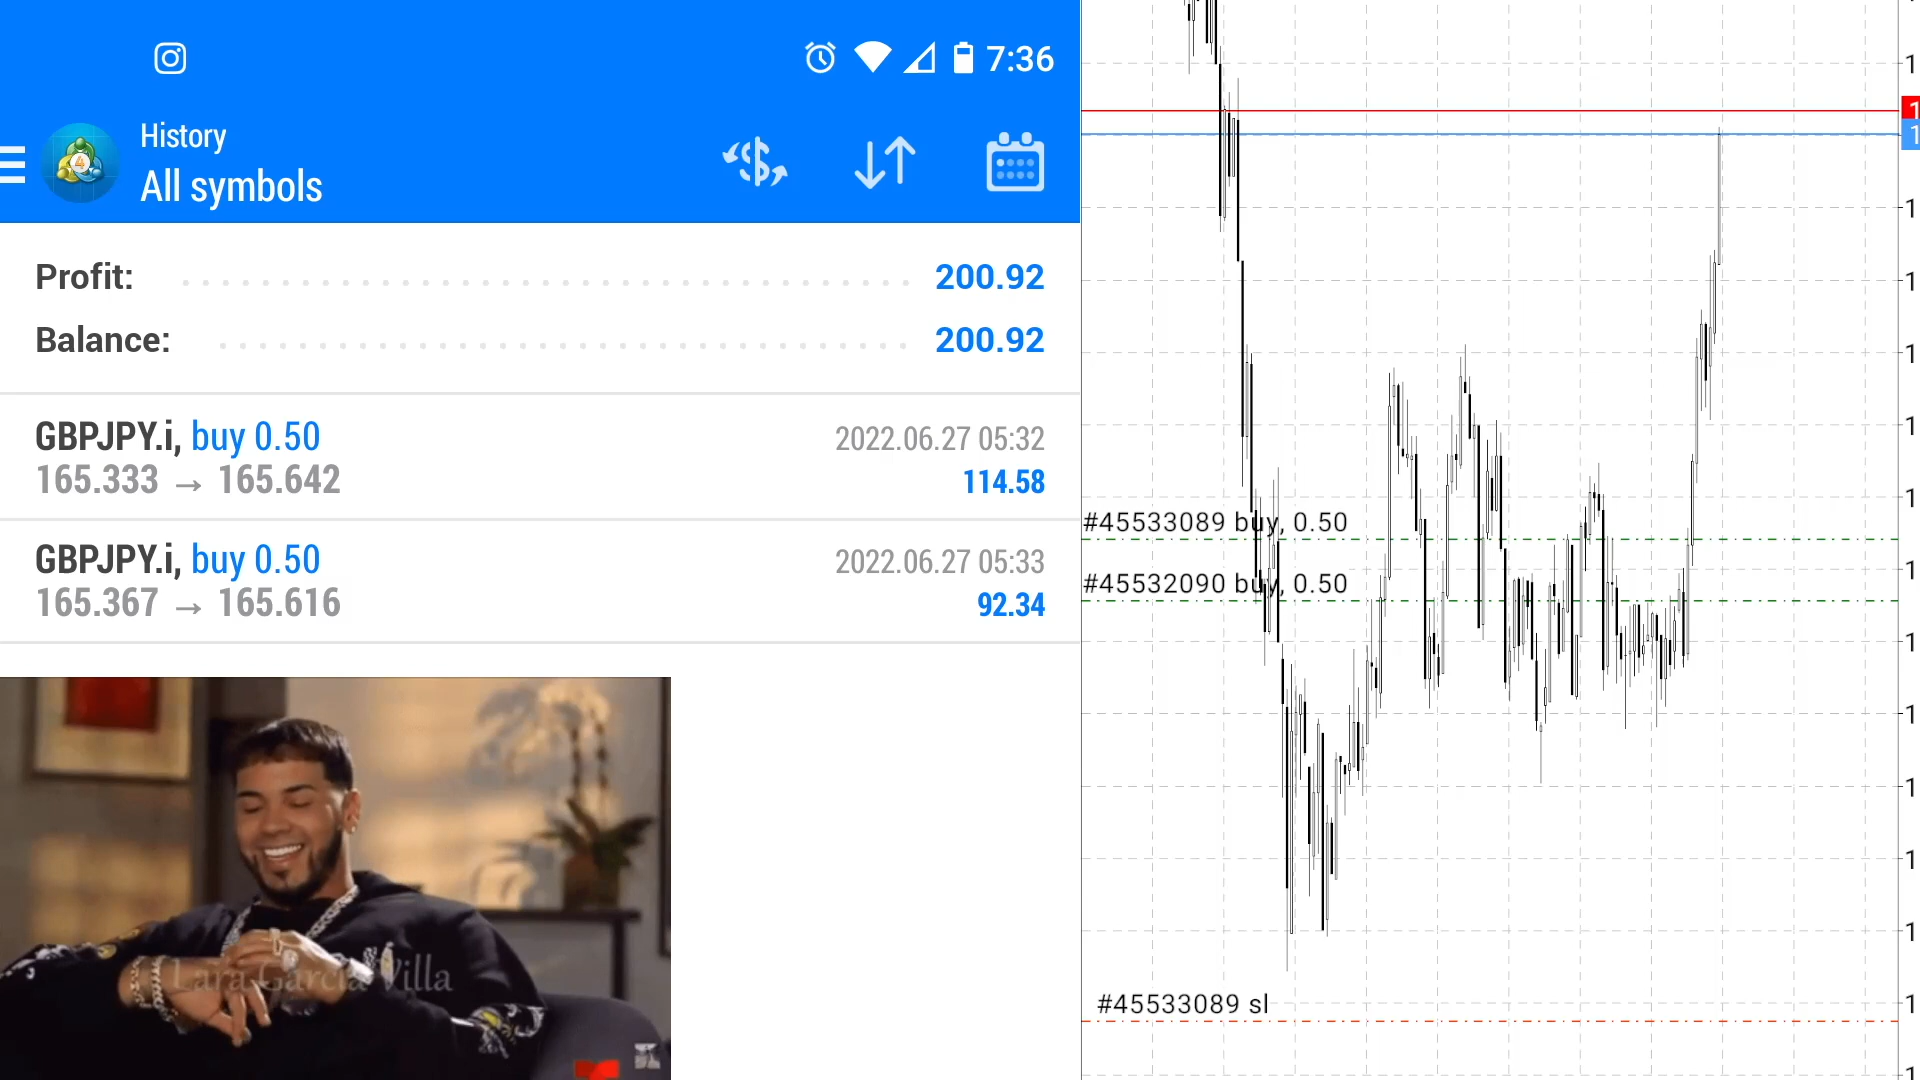 7:36
History
All symbols
Profit: 200.92
Balance: 200.92
GBPJPY.i, buy 0.50 2022.06.27 05:32
165.333 → 165.642 114.58
GBPJPY.i, buy 0.50 2022.06.27 05:33
165.367 → 165.616 92.34
Lara García Villa
#45533089 buy, 0.50
#45532090 buy, 0.50
#45533089 sl